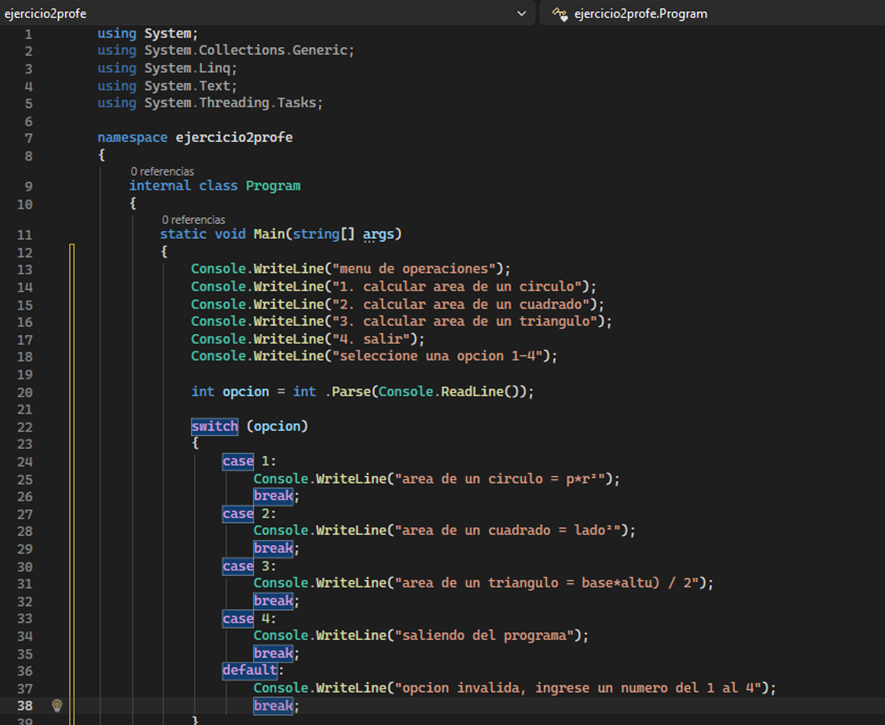 ejercicio2profe ejercicio2profe.Program
1 using System;
2 using System.Collections.Generic;
3 using System.Linq;
4 using System.Text;
5 using System.Threading.Tasks;
6
7 namespace ejercicio2profe
8 {
0 referencias
9 internal class Program
10 {
0 referencias
11 static void Main(string[] args)
12 {
13 Console.WriteLine("menu de operaciones");
14 Console.WriteLine("1. calcular area de un circulo");
15 Console.WriteLine("2. calcular area de un cuadrado");
16 Console.WriteLine("3. calcular area de un triangulo");
17 Console.WriteLine("4. salir");
18 Console.WriteLine("seleccione una opcion 1-4");
19
20 int opcion = int .Parse(Console.ReadLine());
21
22 switch (opcion)
23 {
24 case 1:
25 Console.WriteLine("area de un circulo = p*r²");
26 break;
27 case 2:
28 Console.WriteLine("area de un cuadrado = lado²");
29 break;
30 case 3:
31 Console.WriteLine("area de un triangulo = base*altu) / 2");
32 break;
33 case 4:
34 Console.WriteLine("saliendo del programa");
35 break;
36 default:
37 Console.WriteLine("opcion invalida, ingrese un numero del 1 al 4");
38 break;
39 }